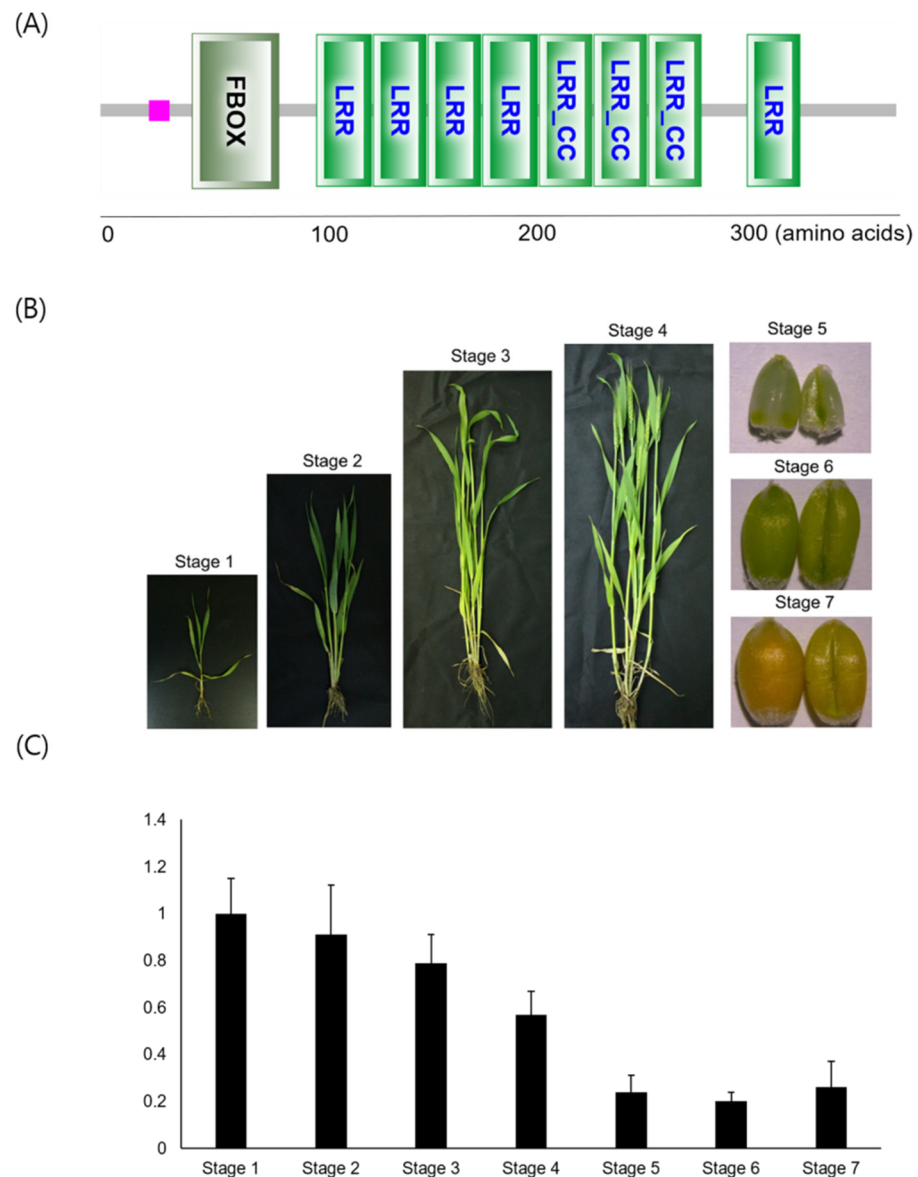 (A)
FBOX
LRR
LRR
LRR
LRR
LRR_CC
LRR_CC
LRR_CC
LRR
0 100 200 300 (amino acids)
(B)
Stage 1
Stage 2
Stage 3
Stage 4
Stage 5
Stage 6
Stage 7
(C)
1.4
1.2
1
0.8
0.6
0.4
0.2
0
Stage 1 Stage 2 Stage 3 Stage 4 Stage 5 Stage 6 Stage 7